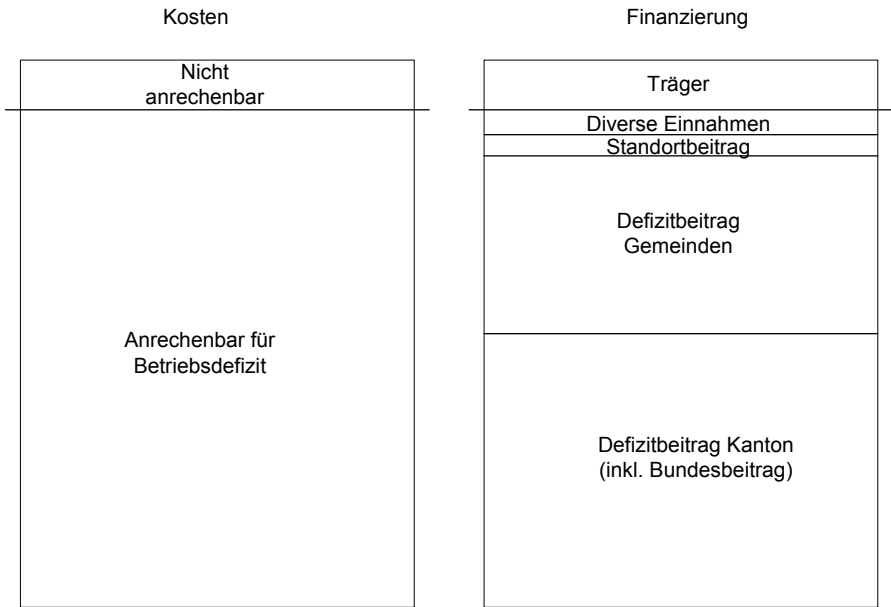 Kosten
Finanzierung
Nicht
anrechenbar
Träger
Diverse Einnahmen
Standortbeitrag
Defizitbeitrag
Gemeinden
Anrechenbar für
Betriebsdefizit
Defizitbeitrag Kanton
(inkl. Bundesbeitrag)